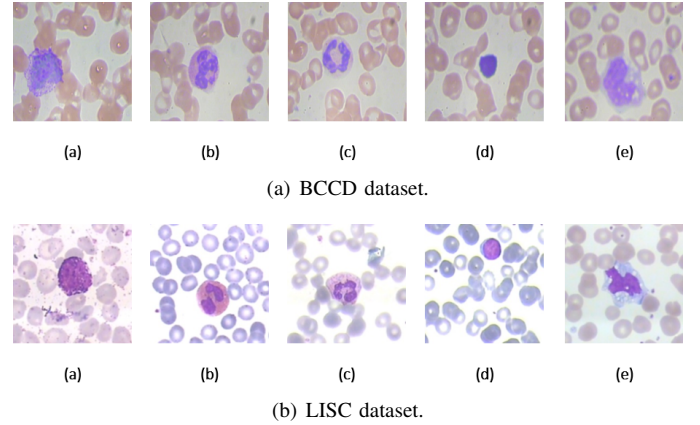 (a) (b) (c) (d) (e)
(a) BCCD dataset.
(a) (b) (c) (d) (e)
(b) LISC dataset.